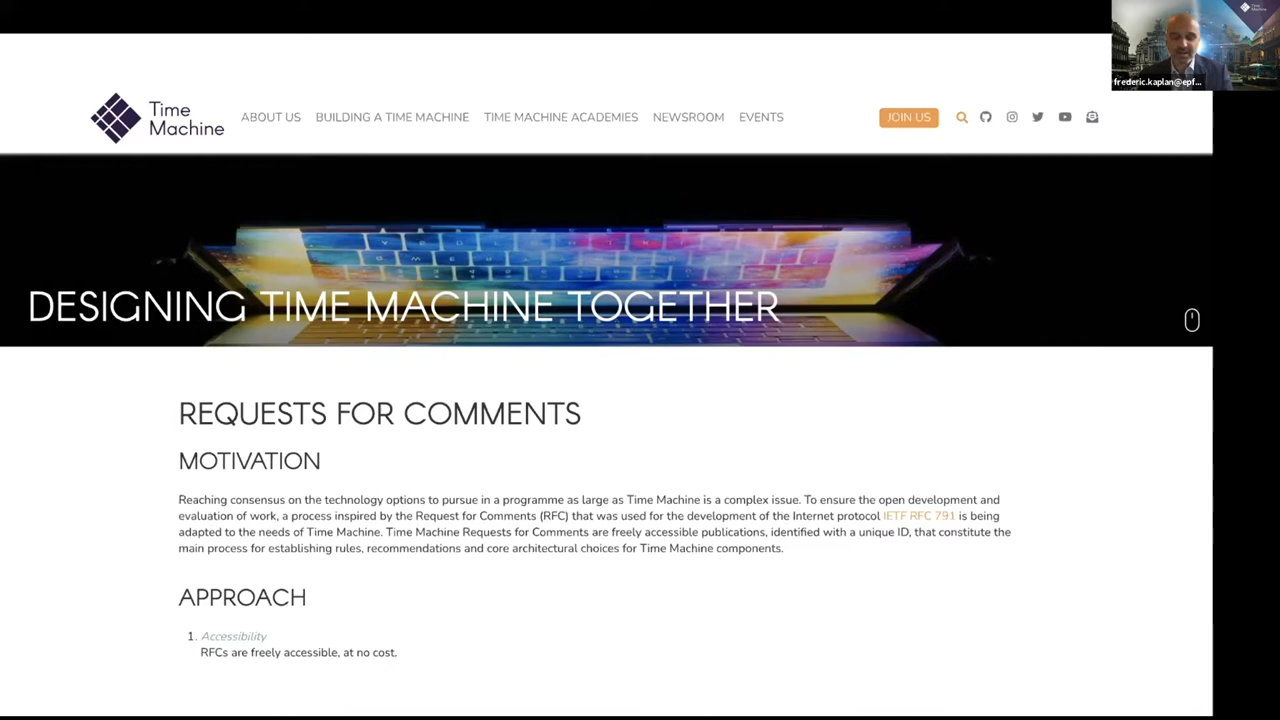 Time Machine
frederic.kaplan@epf...
Time
Machine
ABOUT US BUILDING A TIME MACHINE TIME MACHINE ACADEMIES NEWSROOM EVENTS JOIN US
DESIGNING TIME MACHINE TOGETHER
REQUESTS FOR COMMENTS
MOTIVATION
Reaching consensus on the technology options to pursue in a programme as large as Time Machine is a complex issue. To ensure the open development and
evaluation of work, a process inspired by the Request for Comments (RFC) that was used for the development of the Internet protocol IETF RFC 791 is being
adapted to the needs of Time Machine. Time Machine Requests for Comments are freely accessible publications, identified with a unique ID, that constitute the
main process for establishing rules, recommendations and core architectural choices for Time Machine components.
APPROACH
1. Accessibility
RFCs are freely accessible, at no cost.